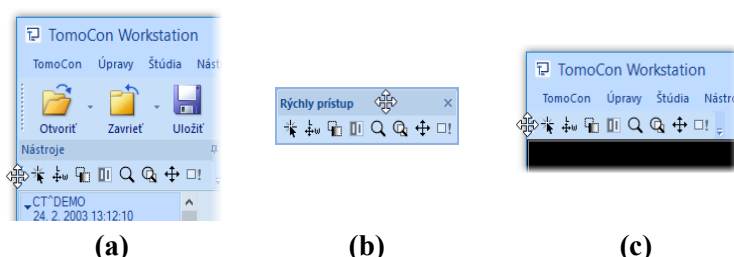 TomoCon Workstation
TomoCon Úpravy Štúdia Nást
Otvoriť Zavrieť Uložiť
Nástroje
CT^DEMO
24. 2. 2003 13:12:10
(a)
Rýchly prístup
(b)
TomoCon Workstation
TomoCon Úpravy Štúdia Nástro
(c)